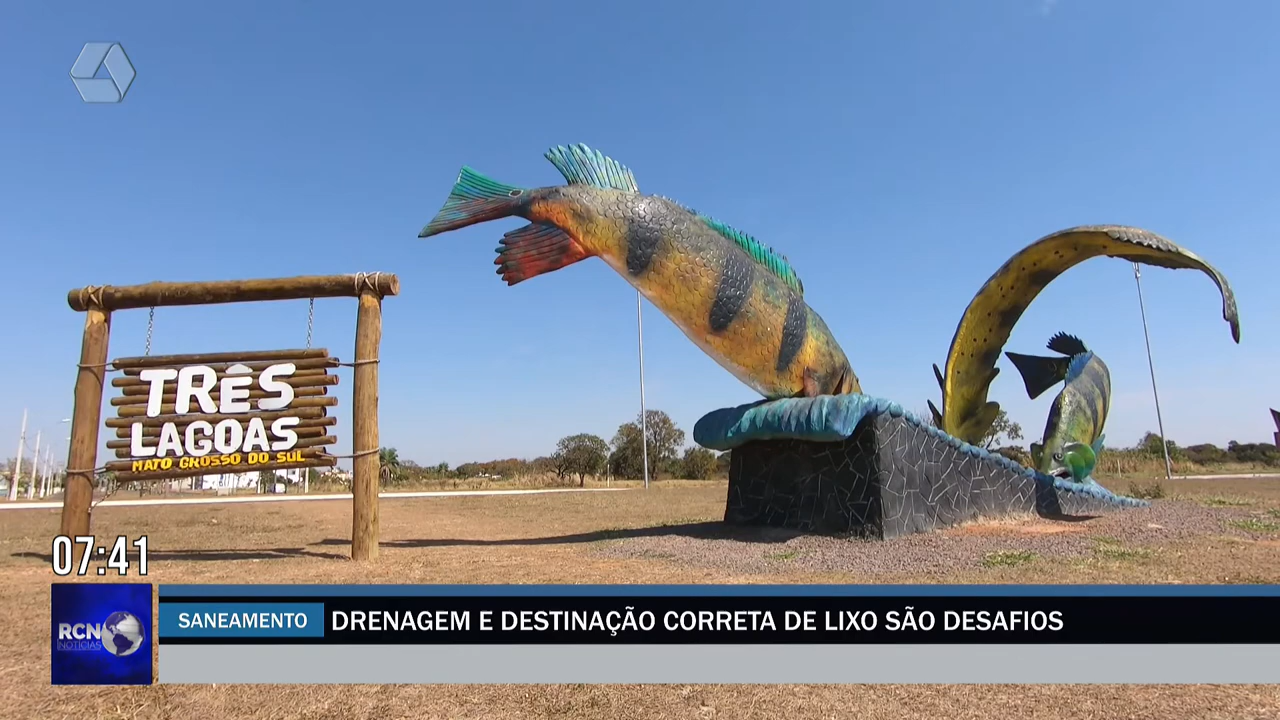 TRÊS
LAGOAS
MATO GROSSO DO SUL
07:41
RCN
NOTÍCIAS
SANEAMENTO
DRENAGEM E DESTINAÇÃO CORRETA DE LIXO SÃO DESAFIOS